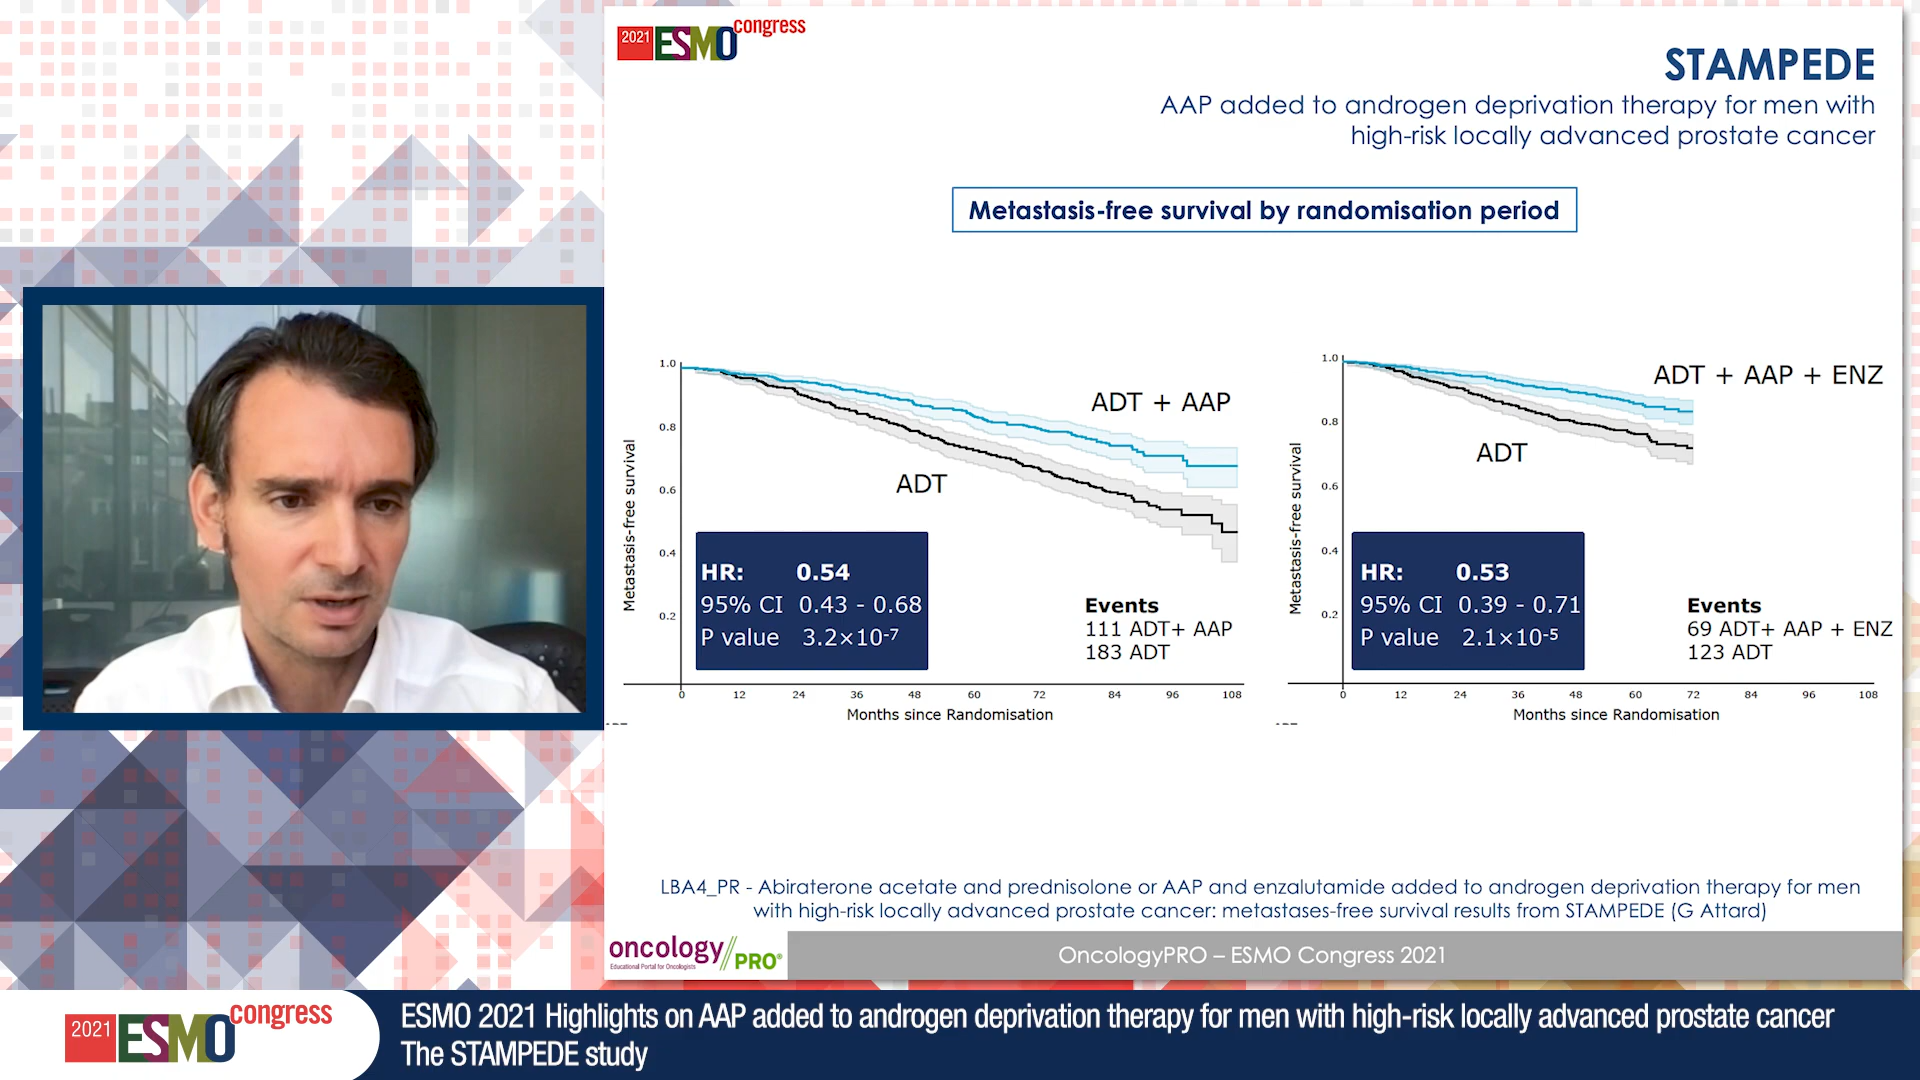 2021 ESMO congress
STAMPEDE
AAP added to androgen deprivation therapy for men with
high-risk locally advanced prostate cancer
Metastasis-free survival by randomisation period
Metastasis-free survival
1.0
0.8
0.6
0.4
0.2
ADT + AAP
ADT
HR: 0.54
95% CI 0.43 - 0.68
P value 3.2×10-7
Events
111 ADT+ AAP
183 ADT
0 12 24 36 48 60 72 84 96 108
Months since Randomisation
Metastasis-free survival
1.0
0.8
0.6
0.4
0.2
ADT + AAP + ENZ
ADT
HR: 0.53
95% CI 0.39 - 0.71
P value 2.1×10-5
Events
69 ADT+ AAP + ENZ
123 ADT
0 12 24 36 48 60 72 84 96 108
Months since Randomisation
LBA4_PR - Abiraterone acetate and prednisolone or AAP and enzalutamide added to androgen deprivation therapy for men
with high-risk locally advanced prostate cancer: metastases-free survival results from STAMPEDE (G Attard)
oncology//PRO®
Educational Portal for Oncologists
OncologyPRO – ESMO Congress 2021
2021 ESMO congress
ESMO 2021 Highlights on AAP added to androgen deprivation therapy for men with high-risk locally advanced prostate cancer
The STAMPEDE study